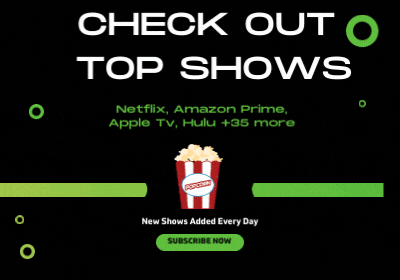 CHECK OUT
TOP SHOWS
Netflix, Amazon Prime,
Apple Tv, Hulu +35 more
POPCORN
New Shows Added Every Day
SUBSCRIBE NOW